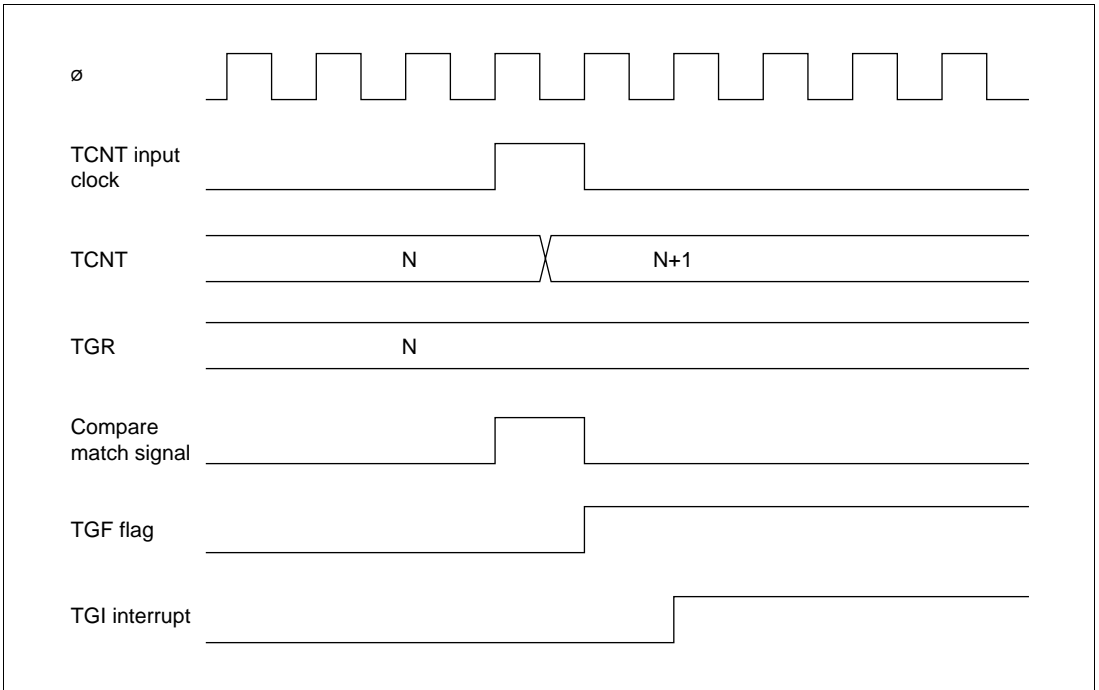 ø
TCNT input
clock
TCNT
N
N+1
TGR
N
Compare
match signal
TGF flag
TGI interrupt